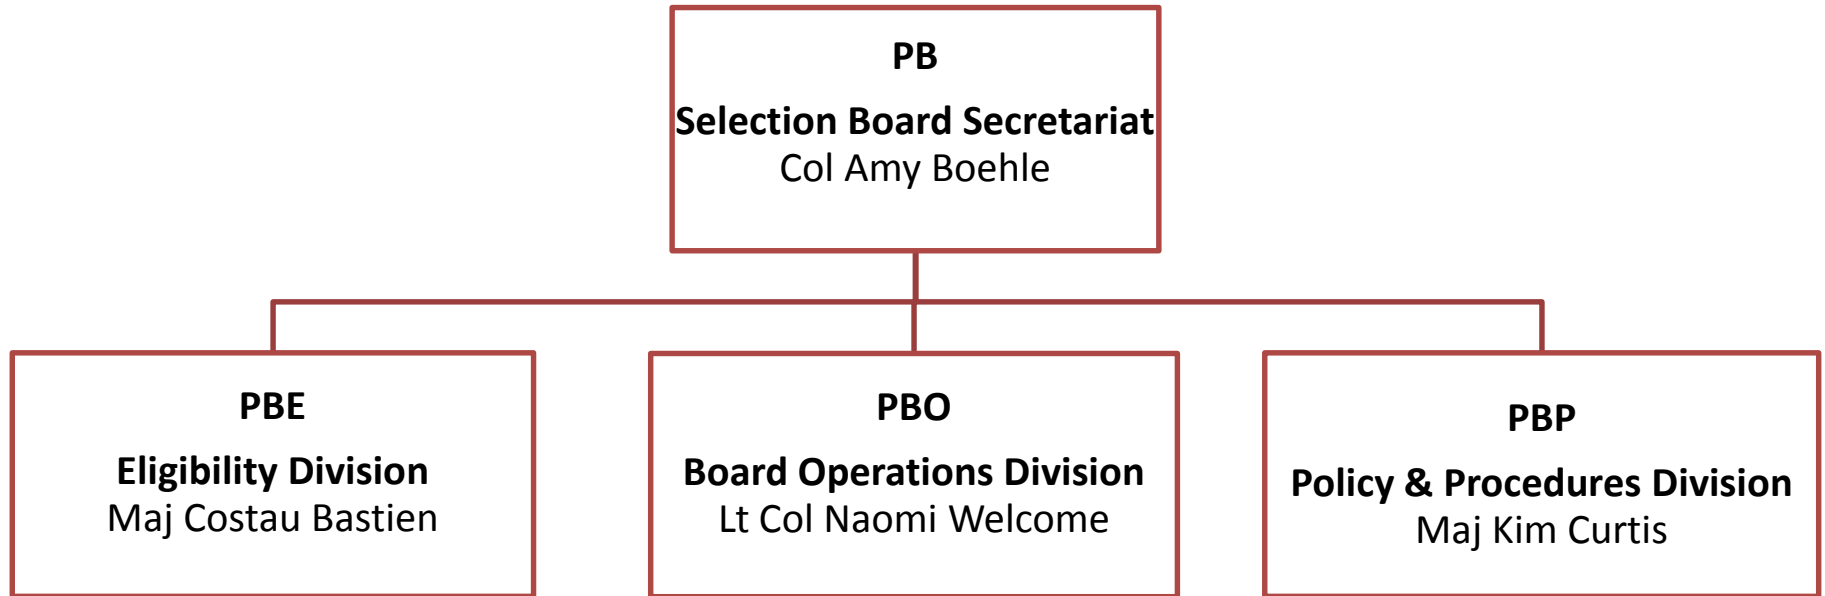 PB
Selection Board Secretariat
Col Amy Boehle
PBE
Eligibility Division
Maj Costau Bastien
PBO
Board Operations Division
Lt Col Naomi Welcome
PBP
Policy & Procedures Division
Maj Kim Curtis